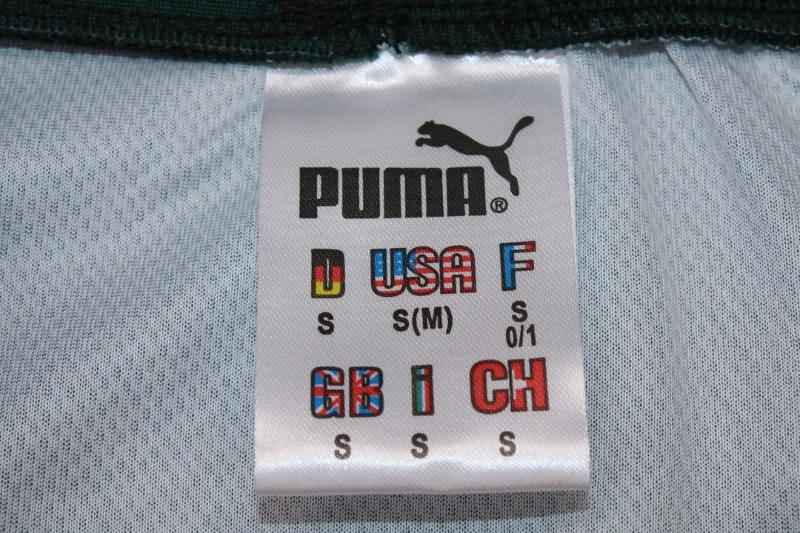 PUMA®
D USA F
S S(M) S
0/1
GB i CH
S S S